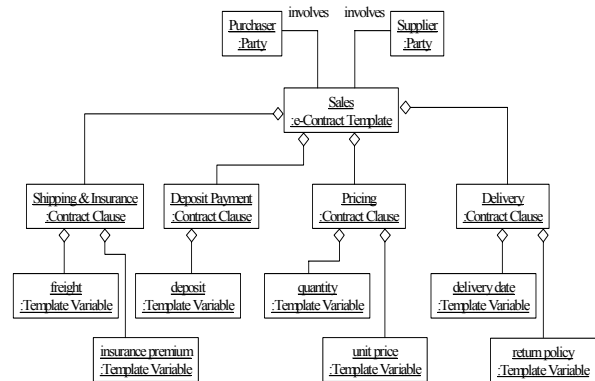 Purchaser
:Party
involves
involves
Supplier
:Party
Sales
:e-Contract Template
Shipping & Insurance
:Contract Clause
Deposit Payment
:Contract Clause
Pricing
:Contract Clause
Delivery
:Contract Clause
freight
:Template Variable
deposit
:Template Variable
quantity
:Template Variable
delivery date
:Template Variable
insurance premium
:Template Variable
unit price
:Template Variable
return policy
:Template Variable